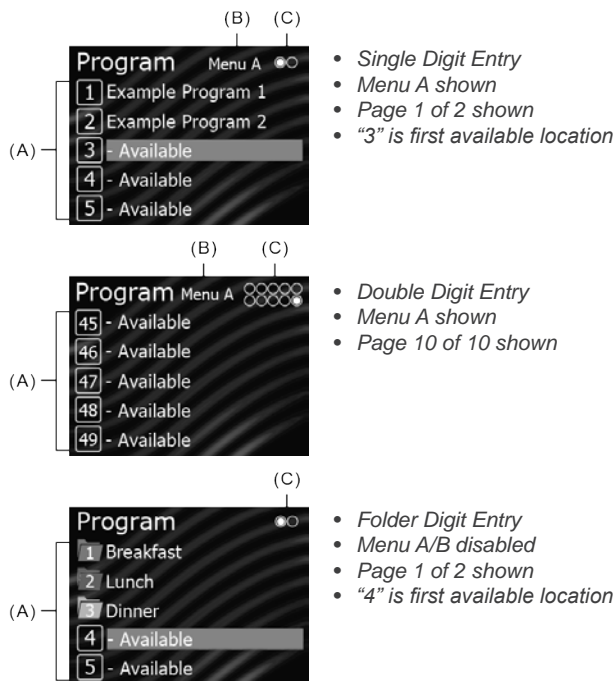 (B) (C)
Program Menu A
(A)
1 Example Program 1
2 Example Program 2
3 - Available
4 - Available
5 - Available
• Single Digit Entry
• Menu A shown
• Page 1 of 2 shown
• “3” is first available location
(B) (C)
Program Menu A
(A)
45 - Available
46 - Available
47 - Available
48 - Available
49 - Available
• Double Digit Entry
• Menu A shown
• Page 10 of 10 shown
(C)
Program
(A)
1 Breakfast
2 Lunch
3 Dinner
4 - Available
5 - Available
• Folder Digit Entry
• Menu A/B disabled
• Page 1 of 2 shown
• “4” is first available location